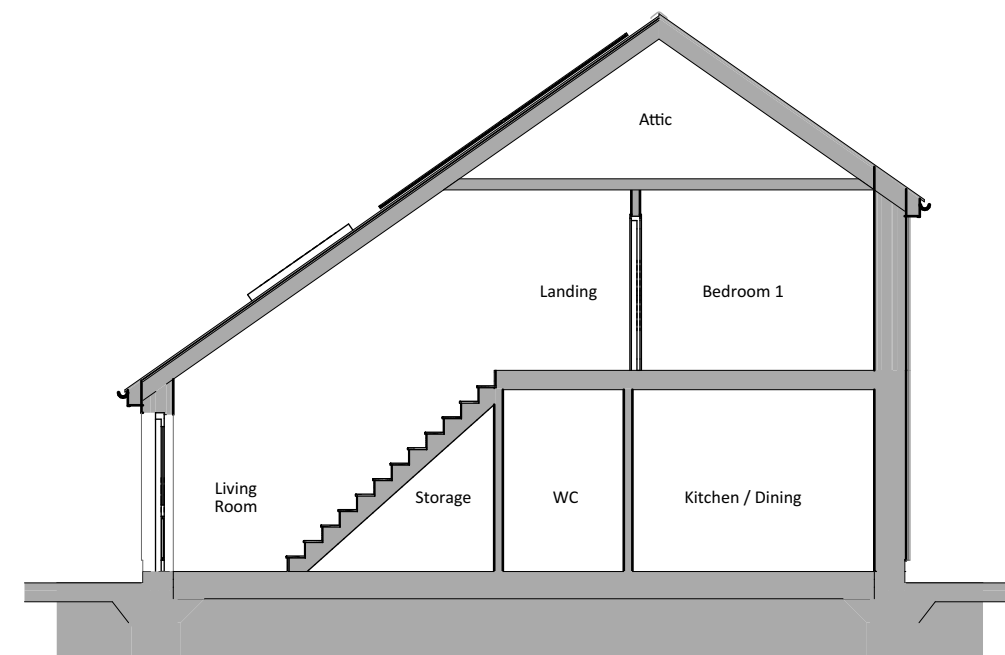 Attic
Landing
Bedroom 1
Living
Room
Storage
WC
Kitchen / Dining